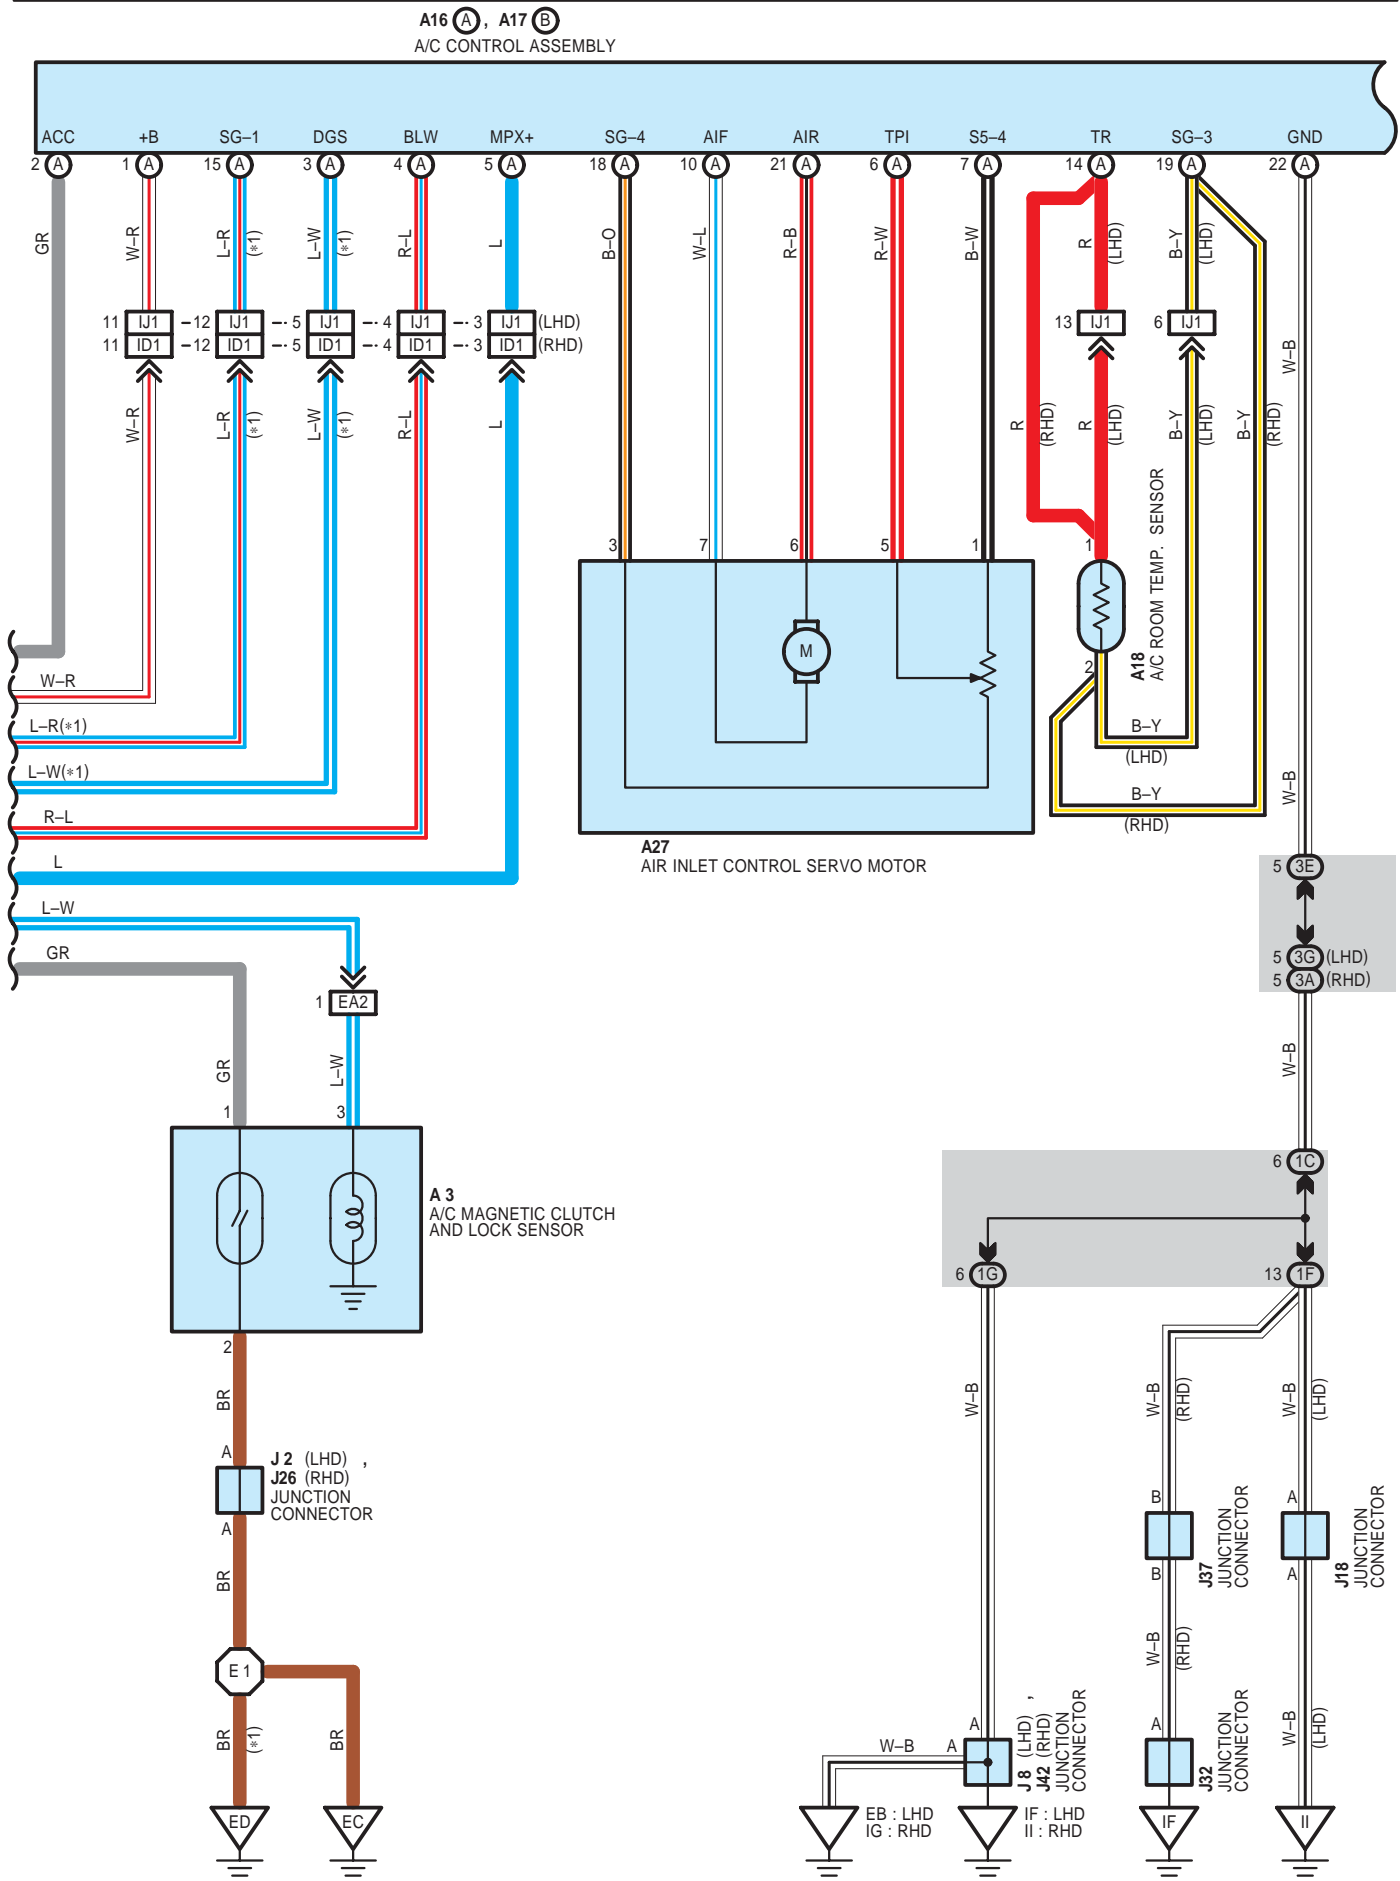 A16 A , A17 B
A/C CONTROL ASSEMBLY
ACC +B SG–1 DGS BLW MPX+ SG–4 AIF AIR TPI S5–4 TR SG–3 GND
2 A 1 A 15 A 3 A 4 A 5 A 18 A 10 A 21 A 6 A 7 A 14 A 19 A 22 A
GR W–R L–R (*1) L–W (*1) R–L L B–O W–L R–B R–W B–W R (LHD) B–Y (LHD)
11 IJ1 12 IJ1 5 IJ1 4 IJ1 3 IJ1 (LHD) 13 IJ1 6 IJ1
11 ID1 12 ID1 5 ID1 4 ID1 3 ID1 (RHD)
W–B
W–R L–R (*1) L–W (*1) R–L L R (RHD) R (LHD) B–Y (LHD) B–Y (RHD)
3 7 6 5 1 1
M
2
A18
A/C ROOM TEMP. SENSOR
W–R
L–R(*1)
L–W(*1)
R–L
L
L–W
GR
B–Y
(LHD)
B–Y
(RHD)
W–B
A27
AIR INLET CONTROL SERVO MOTOR
5 3E
5 3G (LHD)
5 3A (RHD)
1 EA2
GR L–W W–B
1 3
6 1C
A 3
A/C MAGNETIC CLUTCH
AND LOCK SENSOR
6 1G 13 1F
2
BR W–B W–B (RHD) W–B (LHD)
A
J 2 (LHD) ,
J26 (RHD)
JUNCTION
CONNECTOR
A
B A
J37
JUNCTION
CONNECTOR
J18
JUNCTION
CONNECTOR
B A
BR
W–B (RHD)
E 1
BR (*1) BR
W–B (LHD)
W–B A
A
J 8 (LHD) ,
J42 (RHD)
JUNCTION
CONNECTOR
A
J32
JUNCTION
CONNECTOR
ED EC
EB : LHD
IG : RHD
IF : LHD
II : RHD
IF II